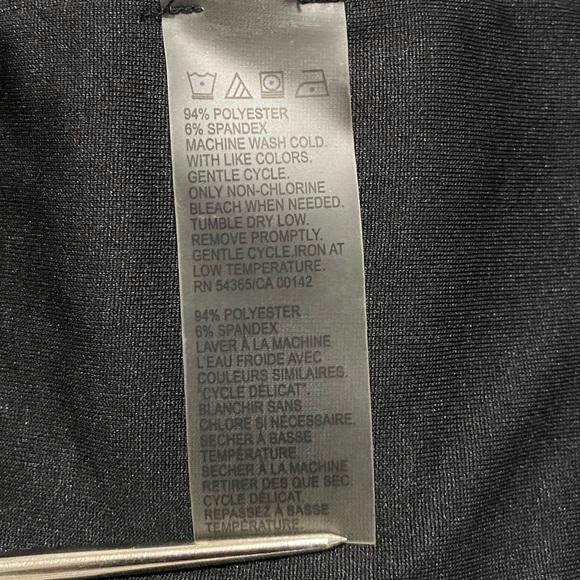 94% POLYESTER
6% SPANDEX
MACHINE WASH COLD.
WITH LIKE COLORS.
GENTLE CYCLE.
ONLY NON-CHLORINE
BLEACH WHEN NEEDED.
TUMBLE DRY LOW.
REMOVE PROMPTLY.
GENTLE CYCLE.IRON AT
LOW TEMPERATURE.
RN 54365/CA 00142
94% POLYESTER
6% SPANDEX
LAVER À LA MACHINE
L'EAU FROIDE AVEC
COULEURS SIMILAIRES.
"CYCLE DÉLICAT".
BLANCHIR SANS
CHLORE SI NÉCESSAIRE.
SÉCHER À BASSE
TEMPÉRATURE.
SÉCHER À LA MACHINE
RETIRER DES QUE SEC.
CYCLE DÉLICAT.
REPASSEZ À BASSE
TEMPÉRATURE.